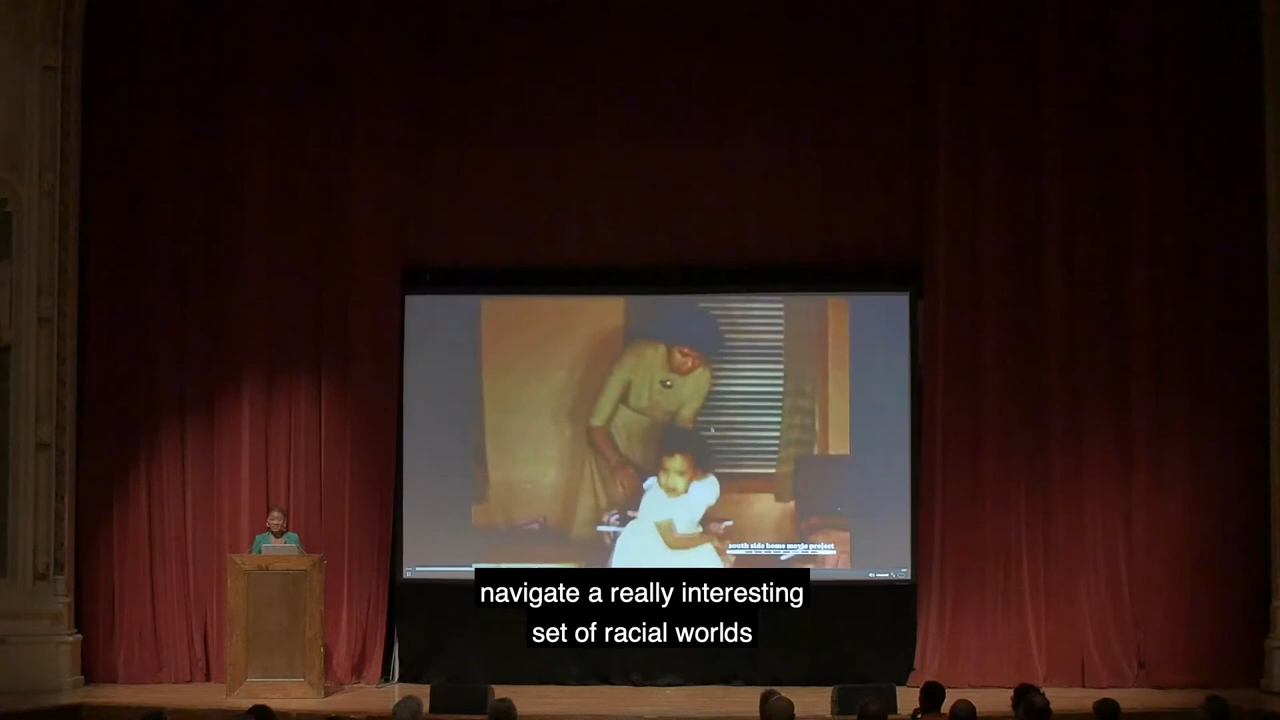 south side home movie project
navigate a really interesting
set of racial worlds